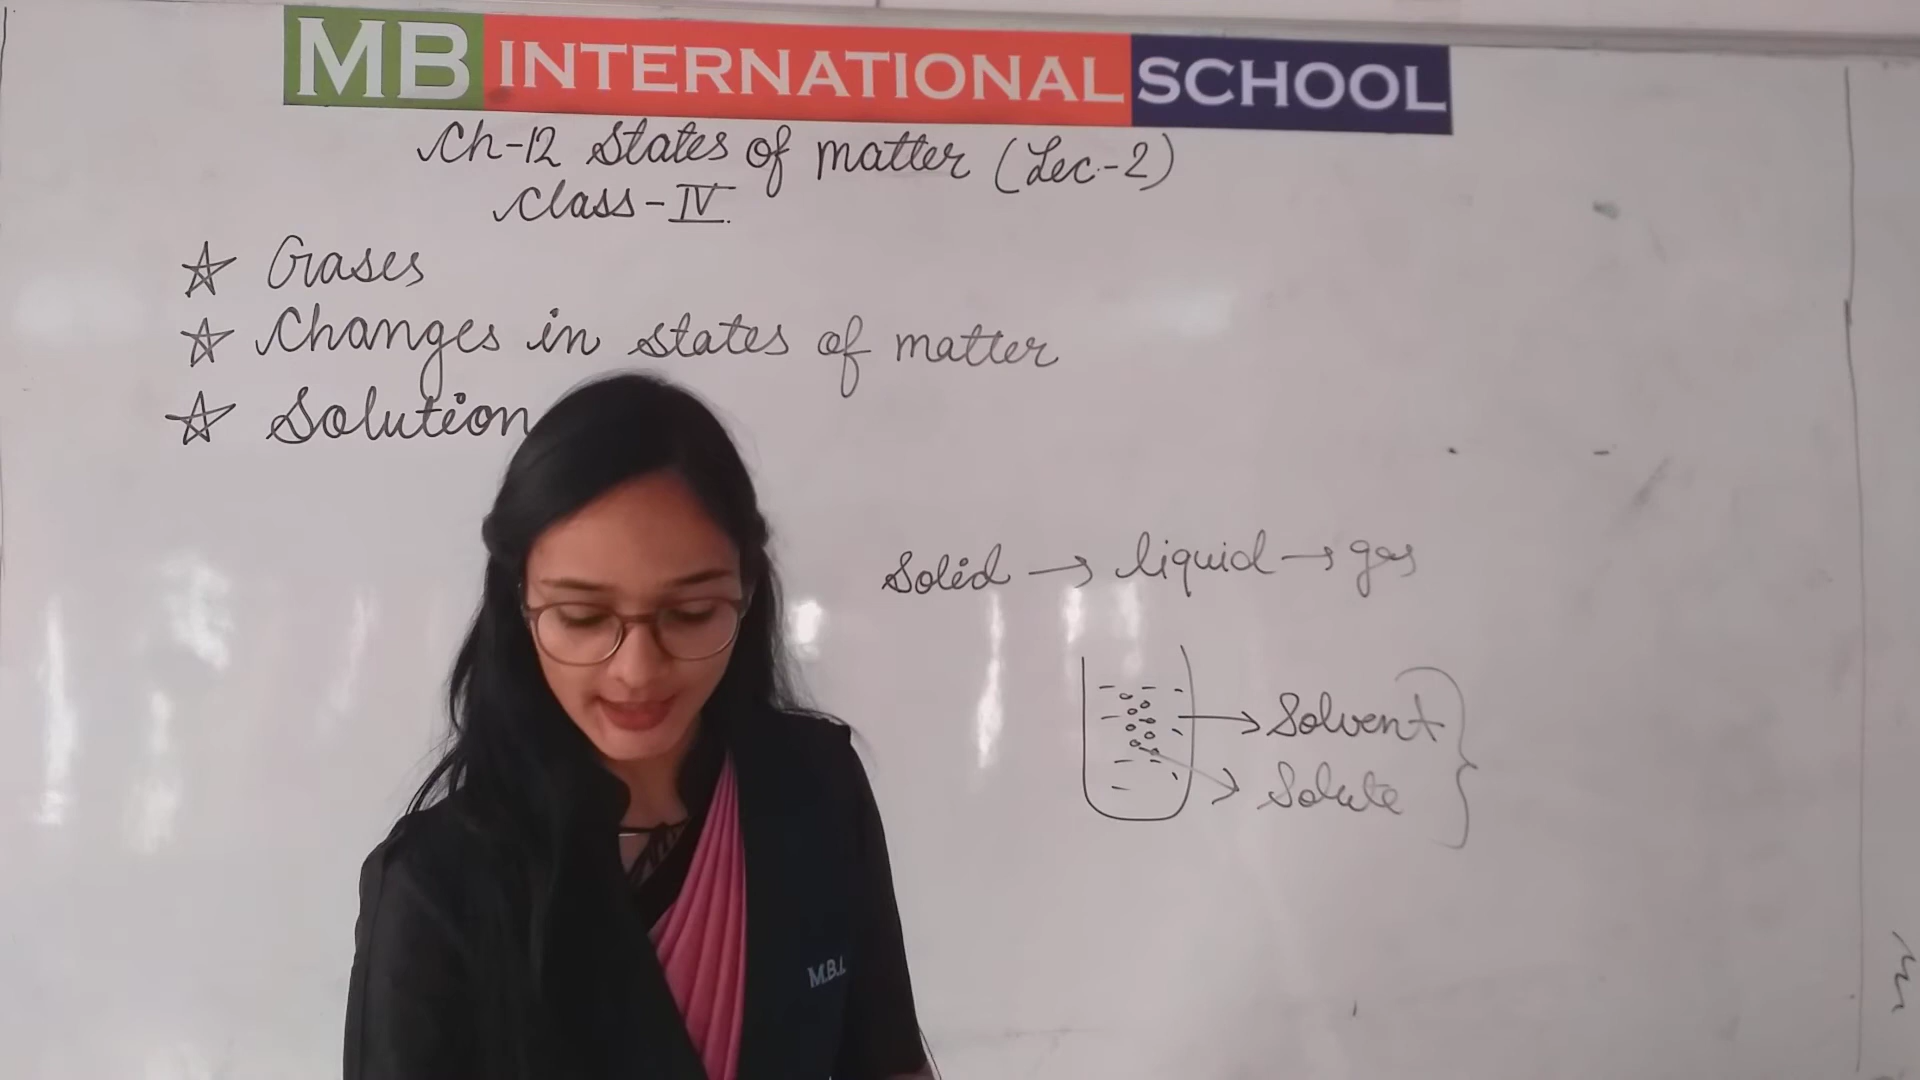 MB INTERNATIONAL SCHOOL
Ch-12 States of matter (Lec-2)
Class-IV
☆ Gases
☆ Changes in states of matter
☆ Solution
Solid → liquid → gas
→ Solvent
→ Solute
M.B.I.